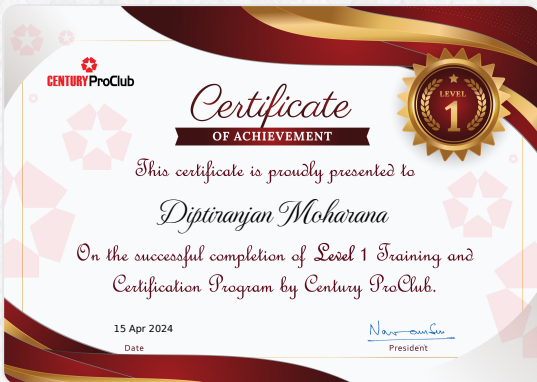 CENTURY ProClub
LEVEL
1
Certificate
OF ACHIEVEMENT
This certificate is proudly presented to
Diptiranjan Moharana
On the successful completion of Level 1 Training and
Certification Program by Century ProClub.
15 Apr 2024
Date
President